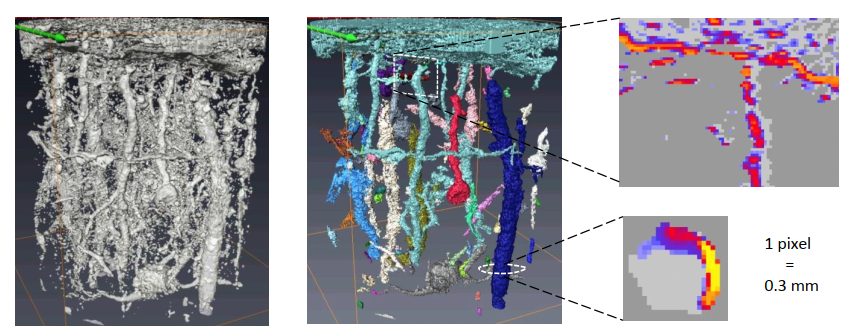 1 pixel
=
0.3 mm